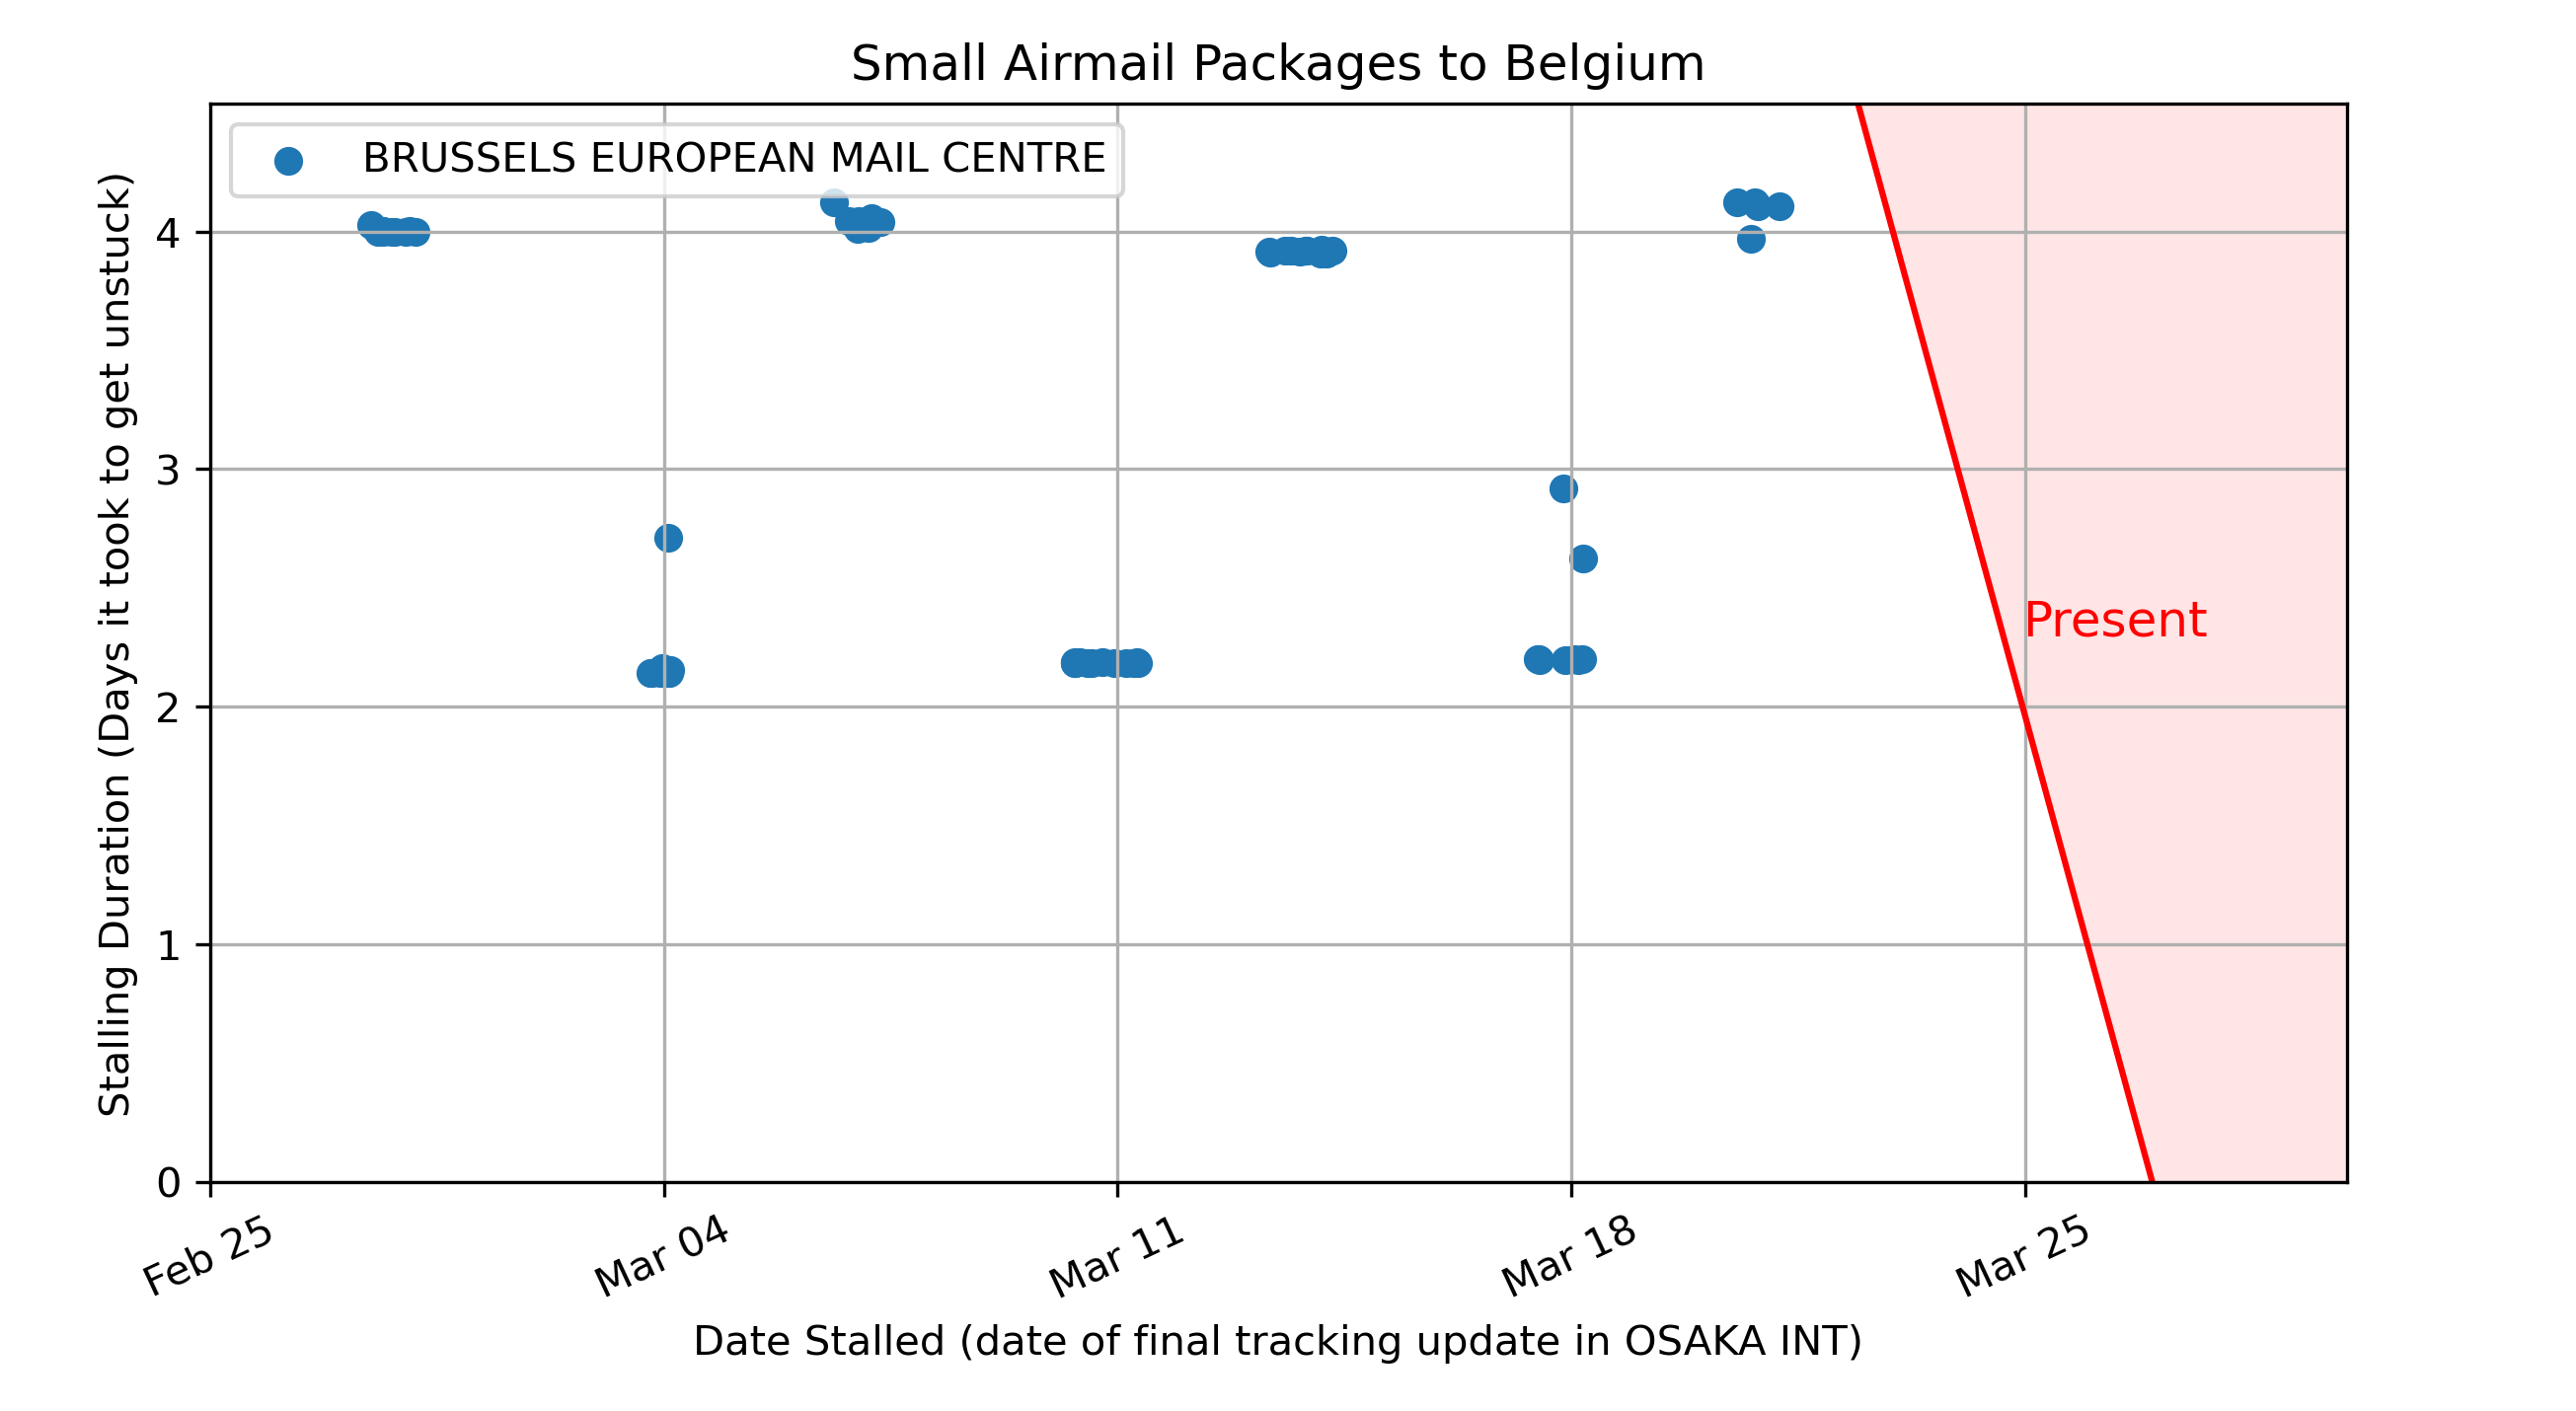 Small Airmail Packages to Belgium
BRUSSELS EUROPEAN MAIL CENTRE
Stalling Duration (Days it took to get unstuck)
4
3
2
1
0
Present
Feb 25
Mar 04
Mar 11
Mar 18
Mar 25
Date Stalled (date of final tracking update in OSAKA INT)